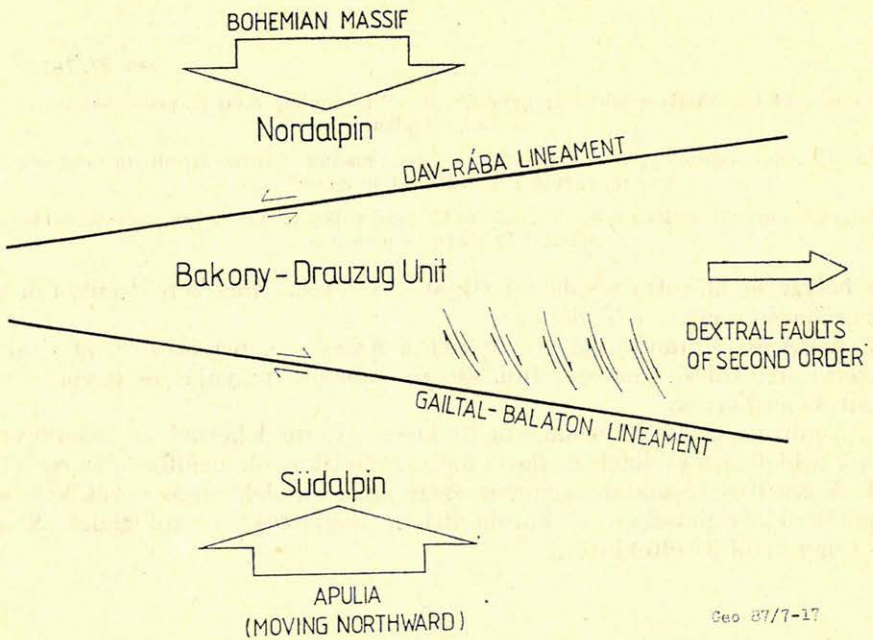 BOHEMIAN MASSIF
Nordalpin
DAV-RÁBA LINEAMENT
Bakony-Drauzug Unit
DEXTRAL FAULTS
OF SECOND ORDER
GAILTAL-BALATON LINEAMENT
Südalpin
APULIA
(MOVING NORTHWARD)
Geo 87/7-17